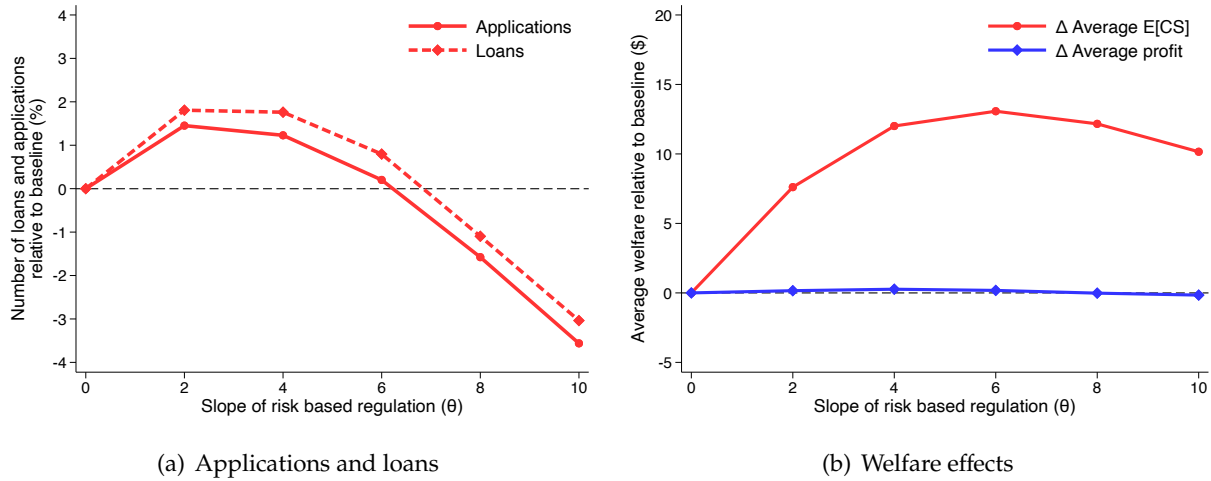 Number of loans and applications
relative to baseline (%)
4
3
2
1
0
-1
-2
-3
-4
Applications
Loans
0 2 4 6 8 10
Slope of risk based regulation (θ)
(a) Applications and loans
Average welfare relative to baseline ($)
20
15
10
5
0
-5
Δ Average E[CS]
Δ Average profit
0 2 4 6 8 10
Slope of risk based regulation (θ)
(b) Welfare effects